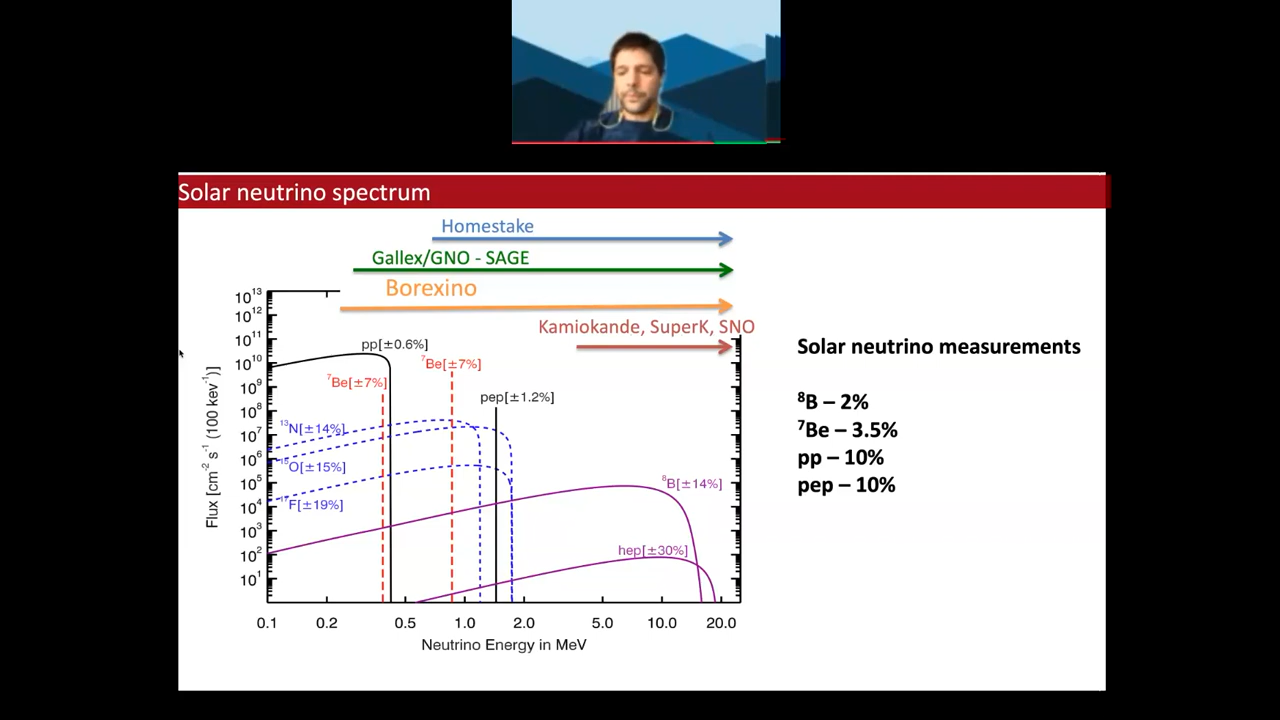 Solar neutrino spectrum
Homestake
Gallex/GNO - SAGE
Borexino
Kamiokande, SuperK, SNO
10¹³
10¹²
10¹¹
10¹⁰
10⁹
10⁸
10⁷
10⁶
10⁵
10⁴
10³
10²
10¹
Flux [cm⁻² s⁻¹ (100 kev⁻¹)]
pp[±0.6%]
⁷Be[±7%]
⁷Be[±7%]
pep[±1.2%]
¹³N[±14%]
¹⁵O[±15%]
¹⁷F[±19%]
⁸B[±14%]
hep[±30%]
0.1 0.2 0.5 1.0 2.0 5.0 10.0 20.0
Neutrino Energy in MeV
Solar neutrino measurements
⁸B – 2%
⁷Be – 3.5%
pp – 10%
pep – 10%